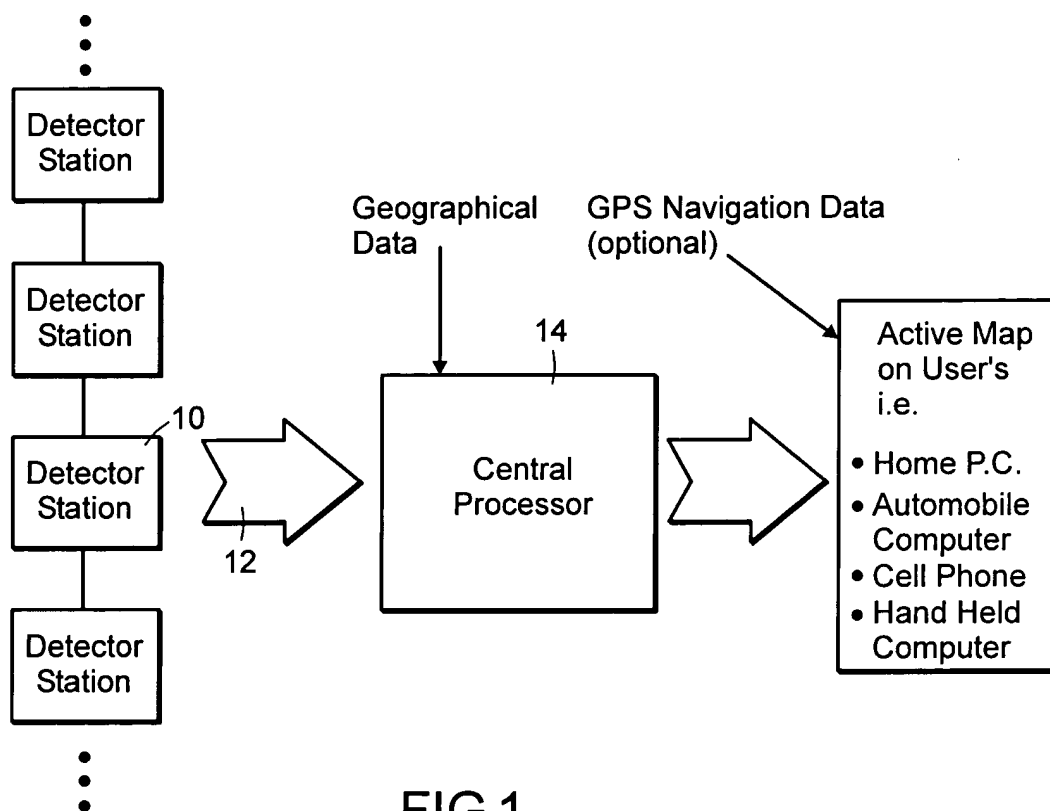 Detector
Station
Detector
Station
10
Detector
Station
12
Detector
Station
Geographical
Data
14
Central
Processor
GPS Navigation Data
(optional)
Active Map
on User's
i.e.
• Home P.C.
• Automobile
Computer
• Cell Phone
• Hand Held
Computer
FIG.1